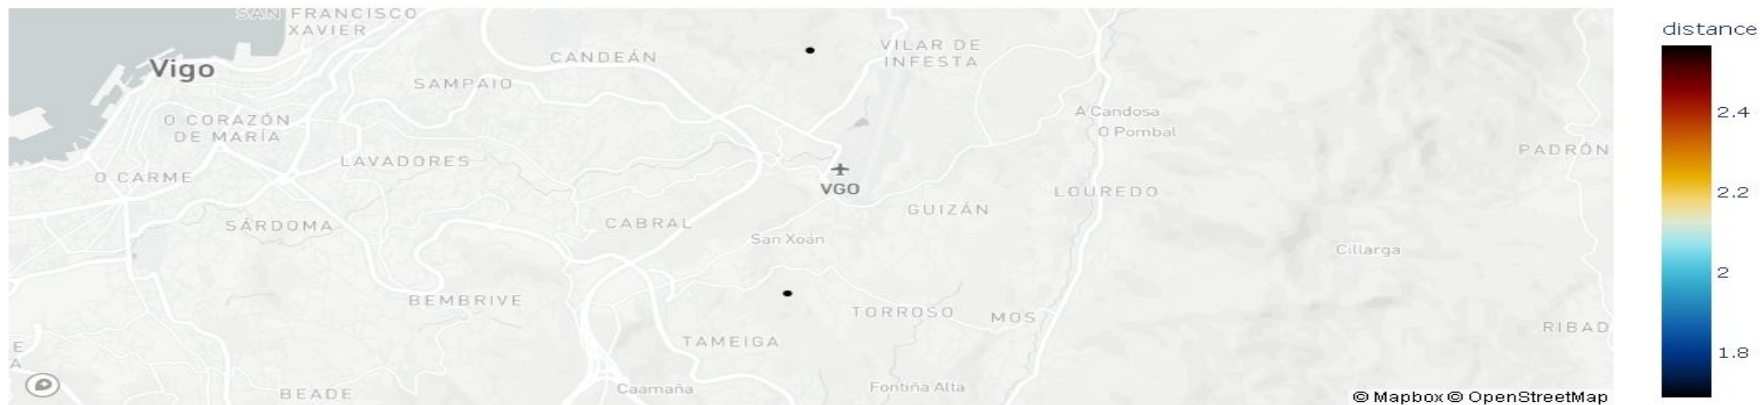 SAN FRANCISCO
XAVIER
distance
VILAR DE
INFESTA
CANDEÁN
Vigo
SAMPAIO
2.4
A Candosa
O CORAZÓN
DE MARÍA
O Pombal
PADRÓN
LAVADORES
O CARME
VGO
LOUREDO
2.2
GUIZÁN
SÁRDOMA
CABRAL
San Xoán
Cillarga
2
BEMBRIVE
TORROSO
MOS
RIBAD
TAMEIGA
E
A
1.8
BEADE
Caamaña
Fontiña Alta
© Mapbox © OpenStreetMap